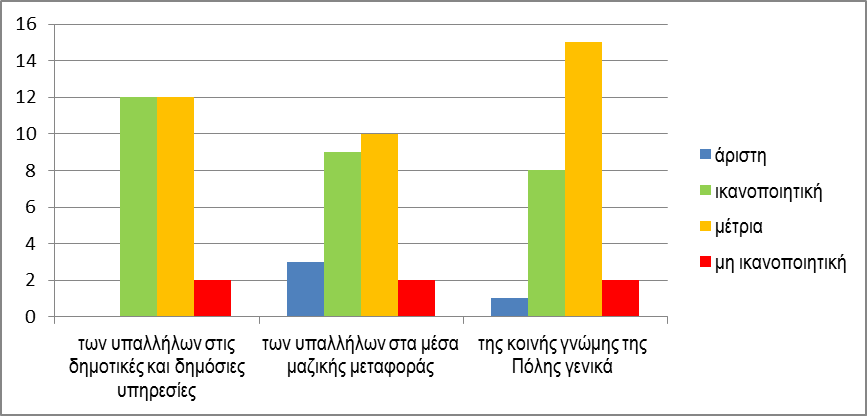 16
14
12
10
8
6
4
2
0
των υπαλλήλων στις
δημοτικές και δημόσιες
υπηρεσίες
των υπαλλήλων στα μέσα
μαζικής μεταφοράς
της κοινής γνώμης της
Πόλης γενικά
άριστη
ικανοποιητική
μέτρια
μη ικανοποιητική